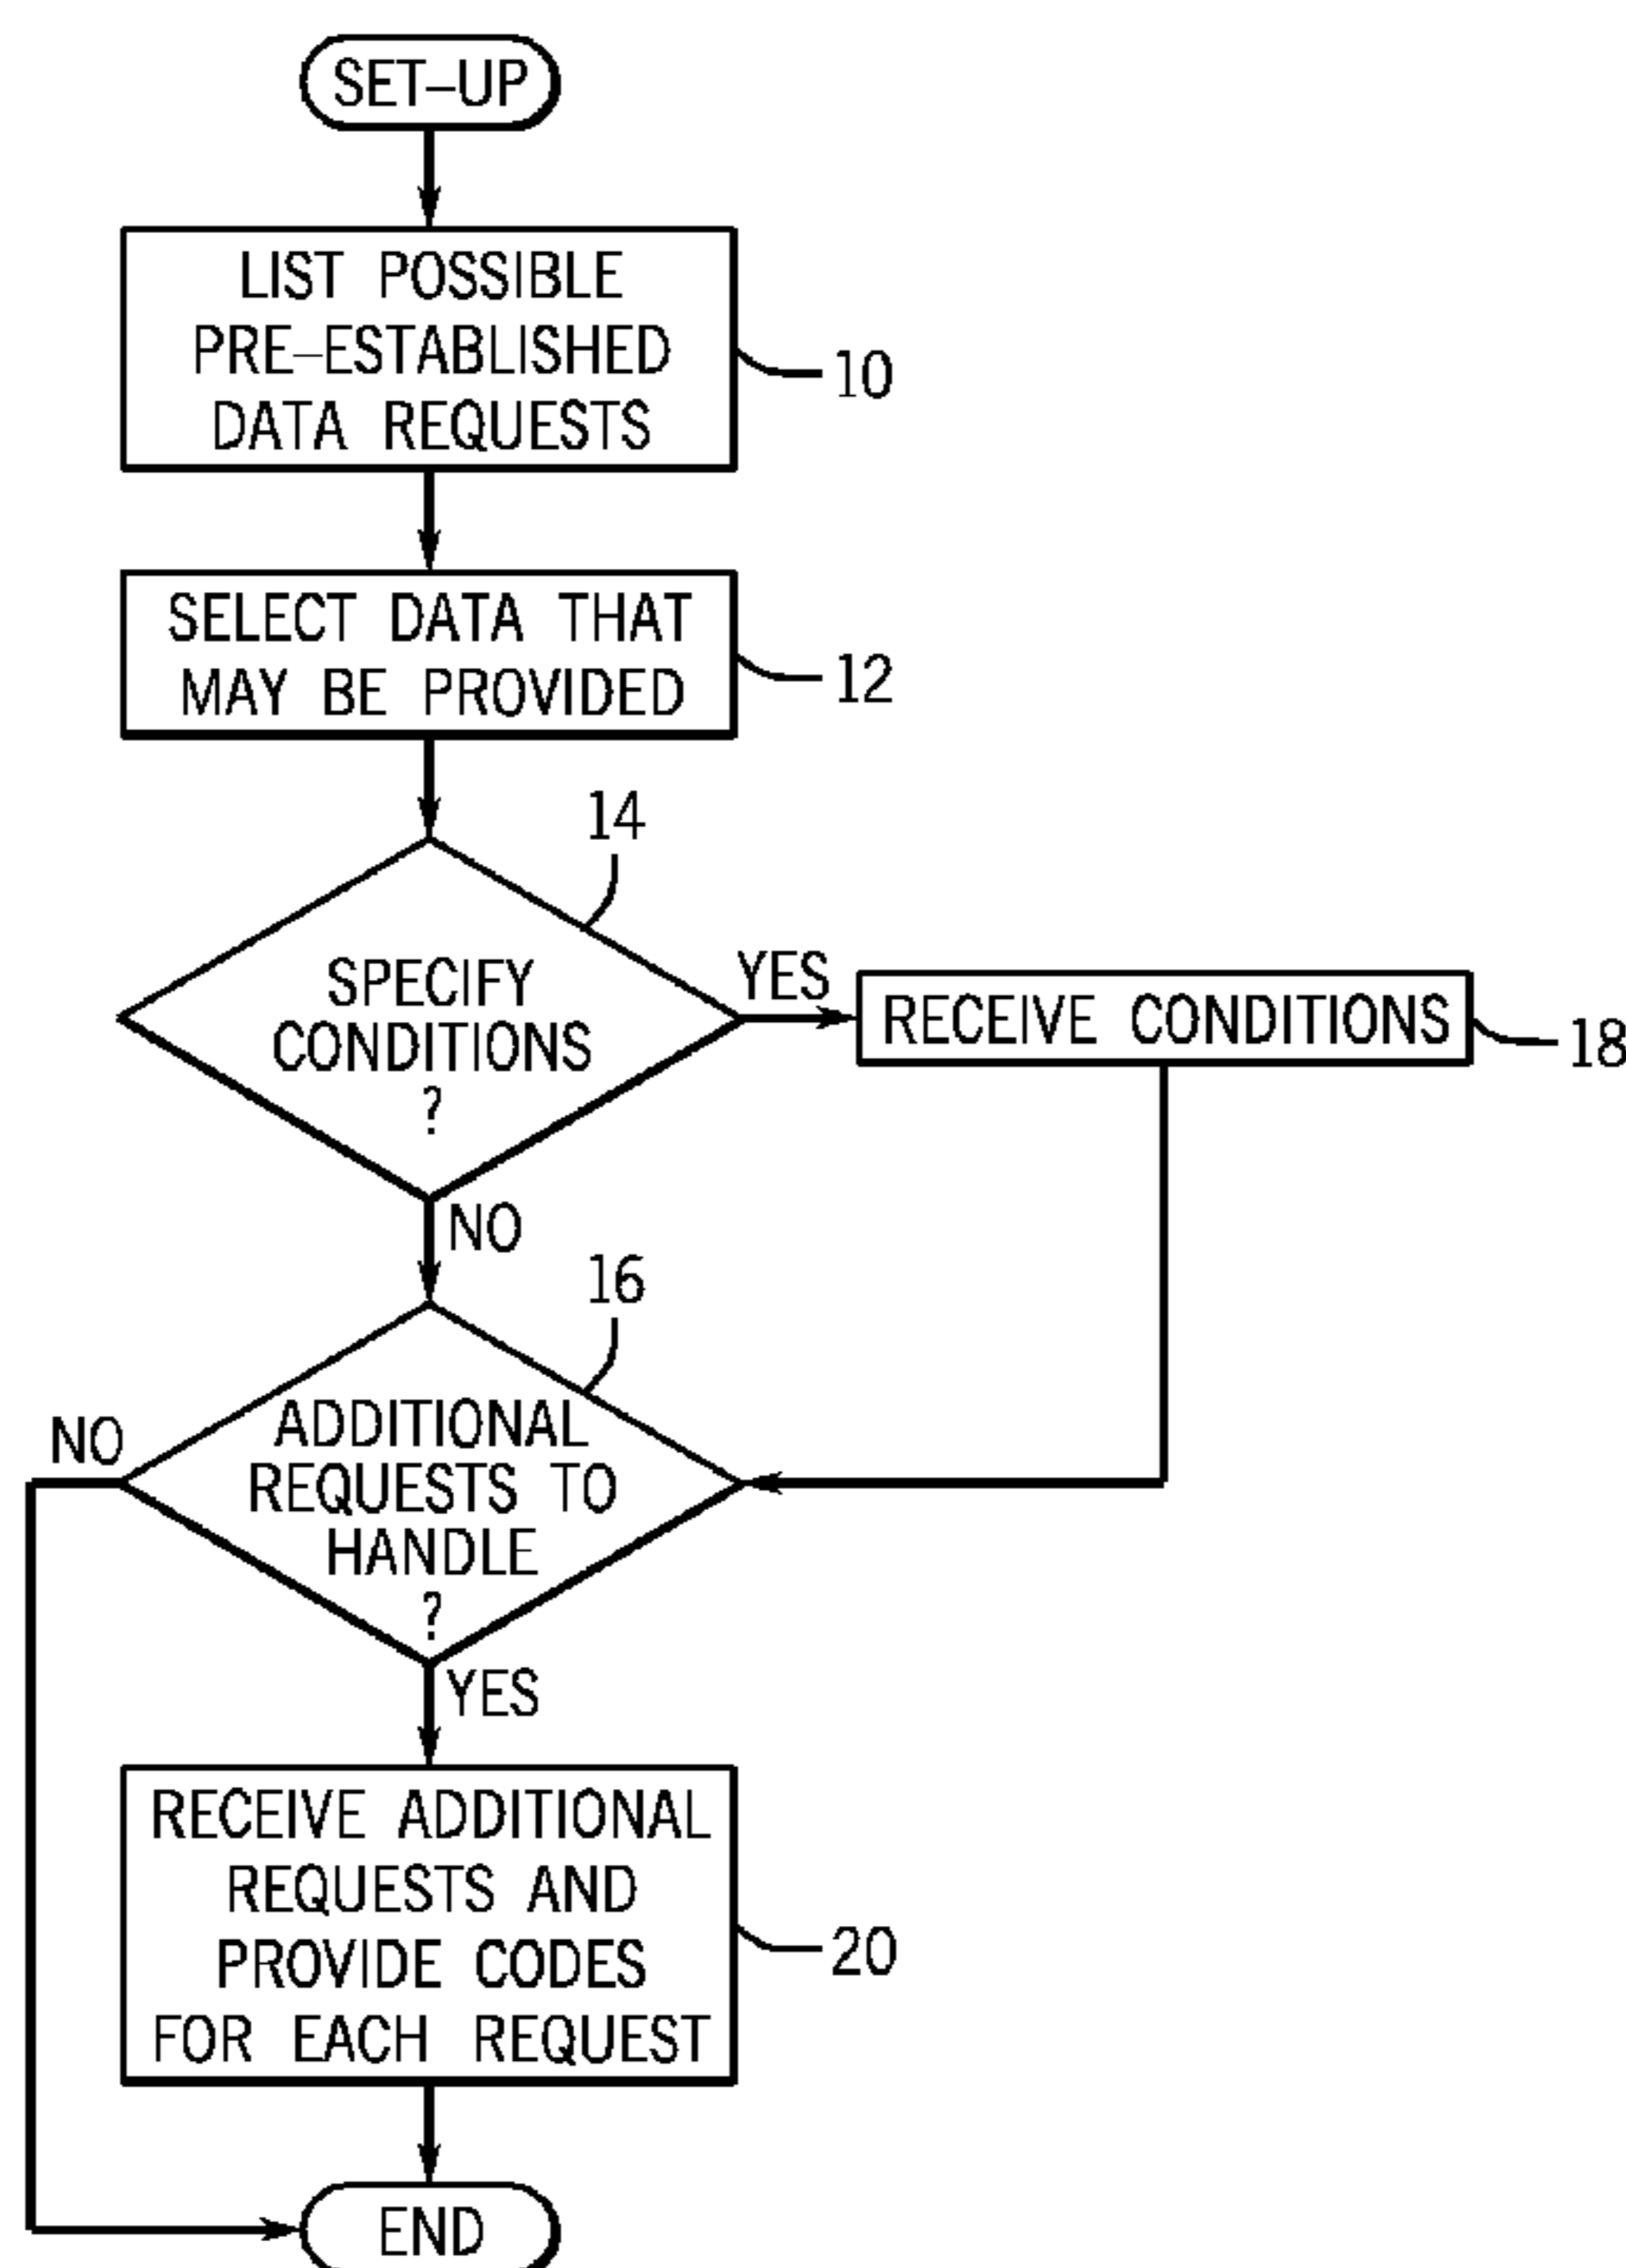 SET-UP
LIST POSSIBLE
PRE-ESTABLISHED
DATA REQUESTS
10
SELECT DATA THAT
MAY BE PROVIDED
12
14
SPECIFY
CONDITIONS
?
YES
RECEIVE CONDITIONS
18
NO
16
ADDITIONAL
REQUESTS TO
HANDLE
?
NO
YES
RECEIVE ADDITIONAL
REQUESTS AND
PROVIDE CODES
FOR EACH REQUEST
20
END